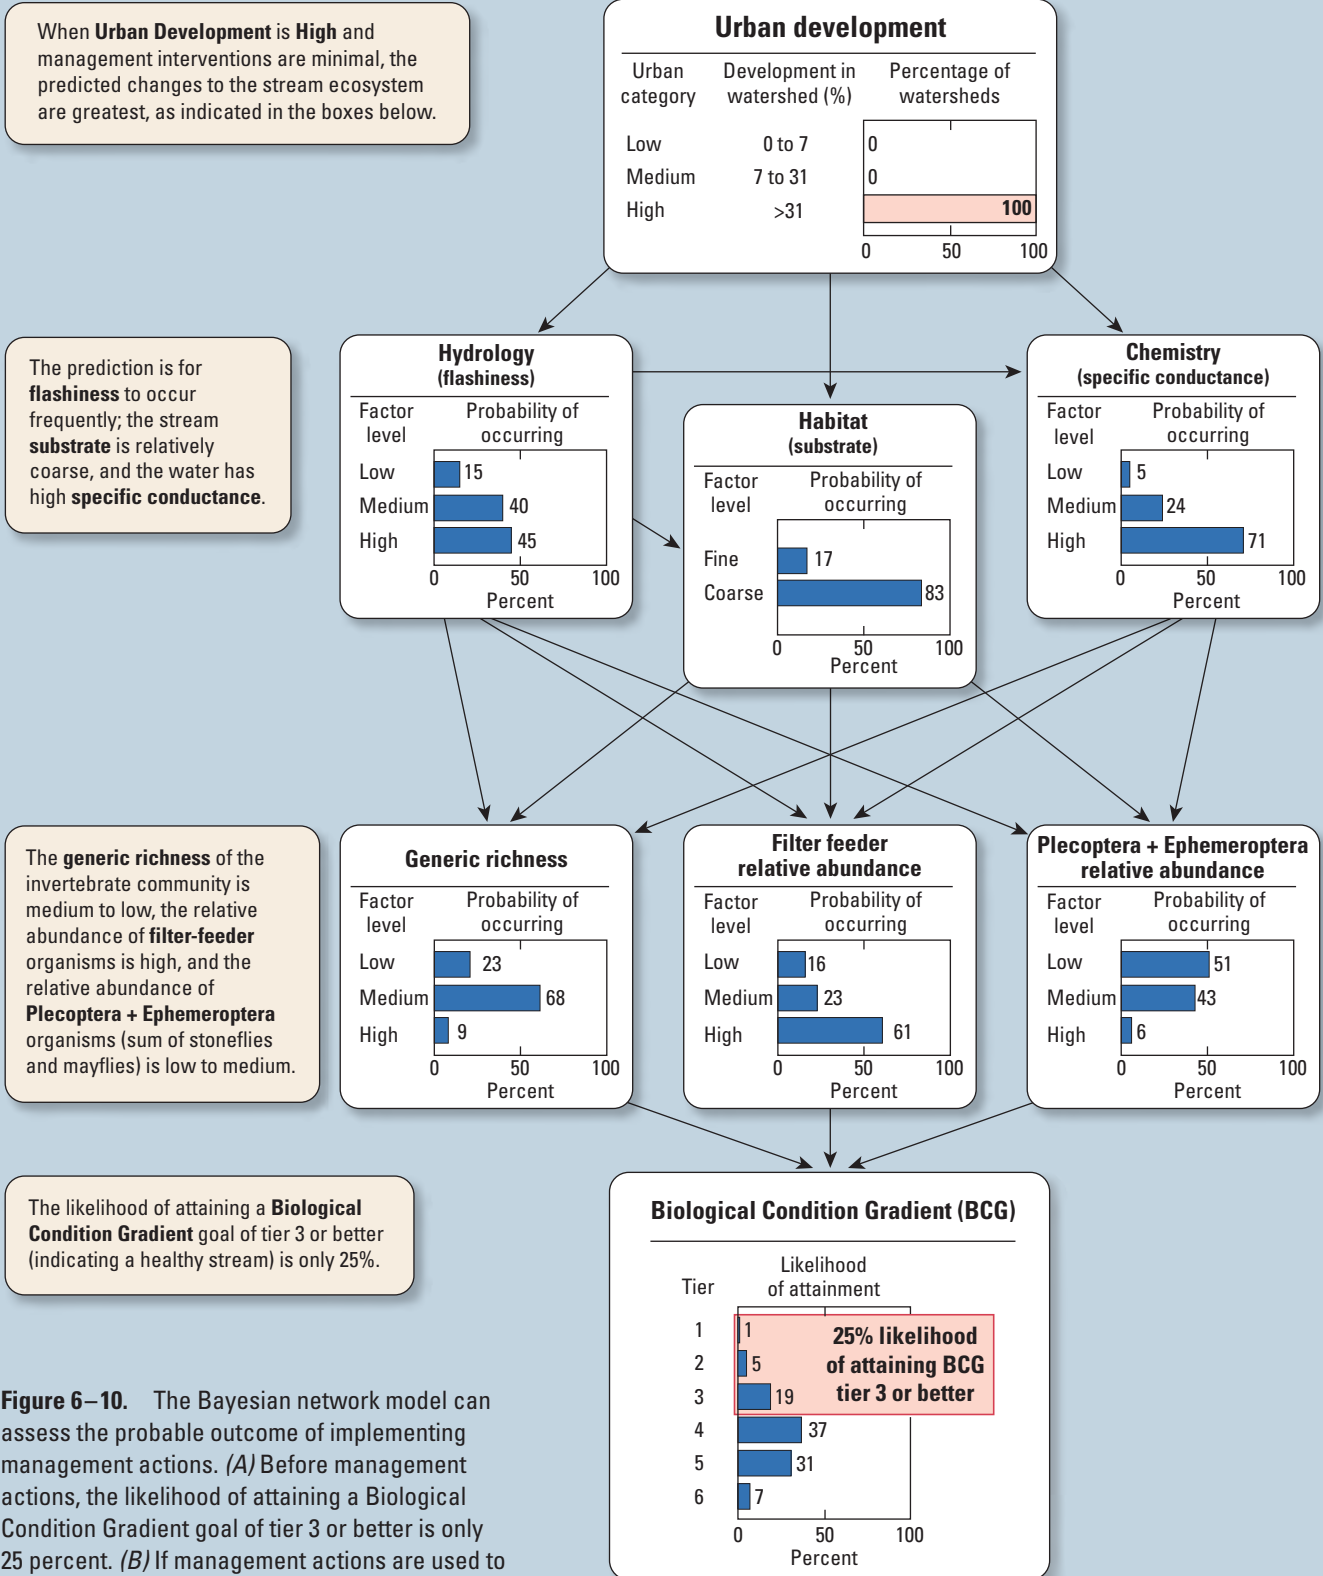 When Urban Development is High and
management interventions are minimal, the
predicted changes to the stream ecosystem
are greatest, as indicated in the boxes below.
Urban development
Urban category
Development in watershed (%)
Percentage of watersheds
Low 0 to 7 0
Medium 7 to 31 0
High >31 100
0 50 100
The prediction is for
flashiness to occur
frequently; the stream
substrate is relatively
coarse, and the water has
high specific conductance.
Hydrology
(flashiness)
Factor level
Probability of occurring
Low 15
Medium 40
High 45
0 50 100
Percent
Habitat
(substrate)
Factor level
Probability of occurring
Fine 17
Coarse 83
0 50 100
Percent
Chemistry
(specific conductance)
Factor level
Probability of occurring
Low 5
Medium 24
High 71
0 50 100
Percent
The generic richness of the
invertebrate community is
medium to low, the relative
abundance of filter-feeder
organisms is high, and the
relative abundance of
Plecoptera + Ephemeroptera
organisms (sum of stoneflies
and mayflies) is low to medium.
Generic richness
Factor level
Probability of occurring
Low 23
Medium 68
High 9
0 50 100
Percent
Filter feeder
relative abundance
Factor level
Probability of occurring
Low 16
Medium 23
High 61
0 50 100
Percent
Plecoptera + Ephemeroptera
relative abundance
Factor level
Probability of occurring
Low 51
Medium 43
High 6
0 50 100
Percent
The likelihood of attaining a Biological
Condition Gradient goal of tier 3 or better
(indicating a healthy stream) is only 25%.
Biological Condition Gradient (BCG)
Tier
Likelihood of attainment
1 1
2 5
3 19
4 37
5 31
6 7
25% likelihood
of attaining BCG
tier 3 or better
0 50 100
Percent
Figure 6–10. The Bayesian network model can
assess the probable outcome of implementing
management actions. (A) Before management
actions, the likelihood of attaining a Biological
Condition Gradient goal of tier 3 or better is only
25 percent. (B) If management actions are used to